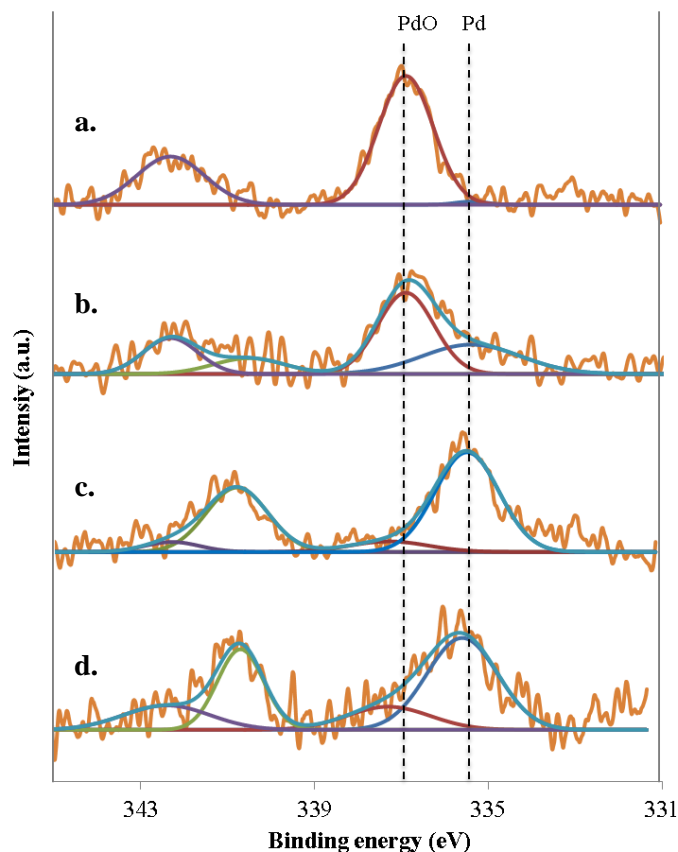 PdO Pd
a.
b.
c.
d.
Intensiy (a.u.)
343 339 335 331
Binding energy (eV)